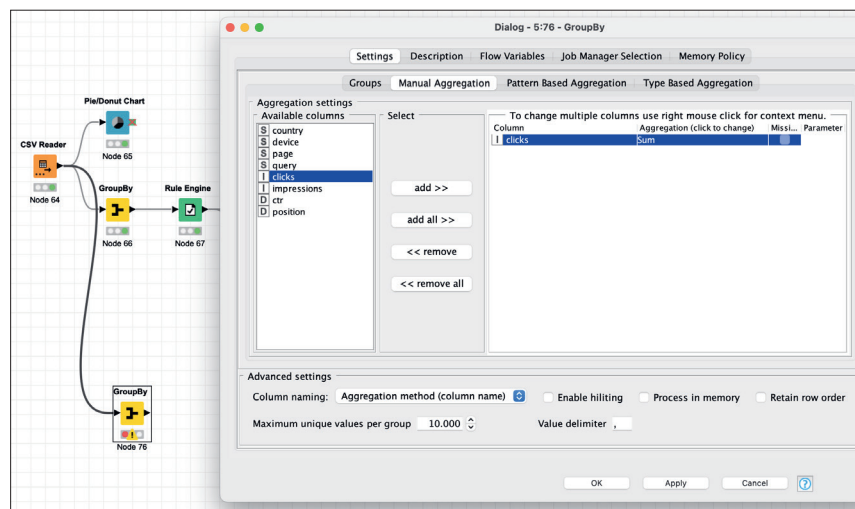 Dialog - 5:76 - GroupBy
Settings Description Flow Variables Job Manager Selection Memory Policy
Groups Manual Aggregation Pattern Based Aggregation Type Based Aggregation
Aggregation settings
Available columns
S country
S device
S page
S query
I clicks
I impressions
D ctr
D position
Select
add >>
add all >>
<< remove
<< remove all
To change multiple columns use right mouse click for context menu.
Column Aggregation (click to change) Missi... Parameter
I clicks Sum
Advanced settings
Column naming: Aggregation method (column name) Enable hiliting Process in memory Retain row order
Maximum unique values per group 10.000 Value delimiter ,
OK Apply Cancel ?
Pie/Donut Chart
Node 65
CSV Reader
Node 64
GroupBy
Node 66
Rule Engine
Node 67
GroupBy
Node 76